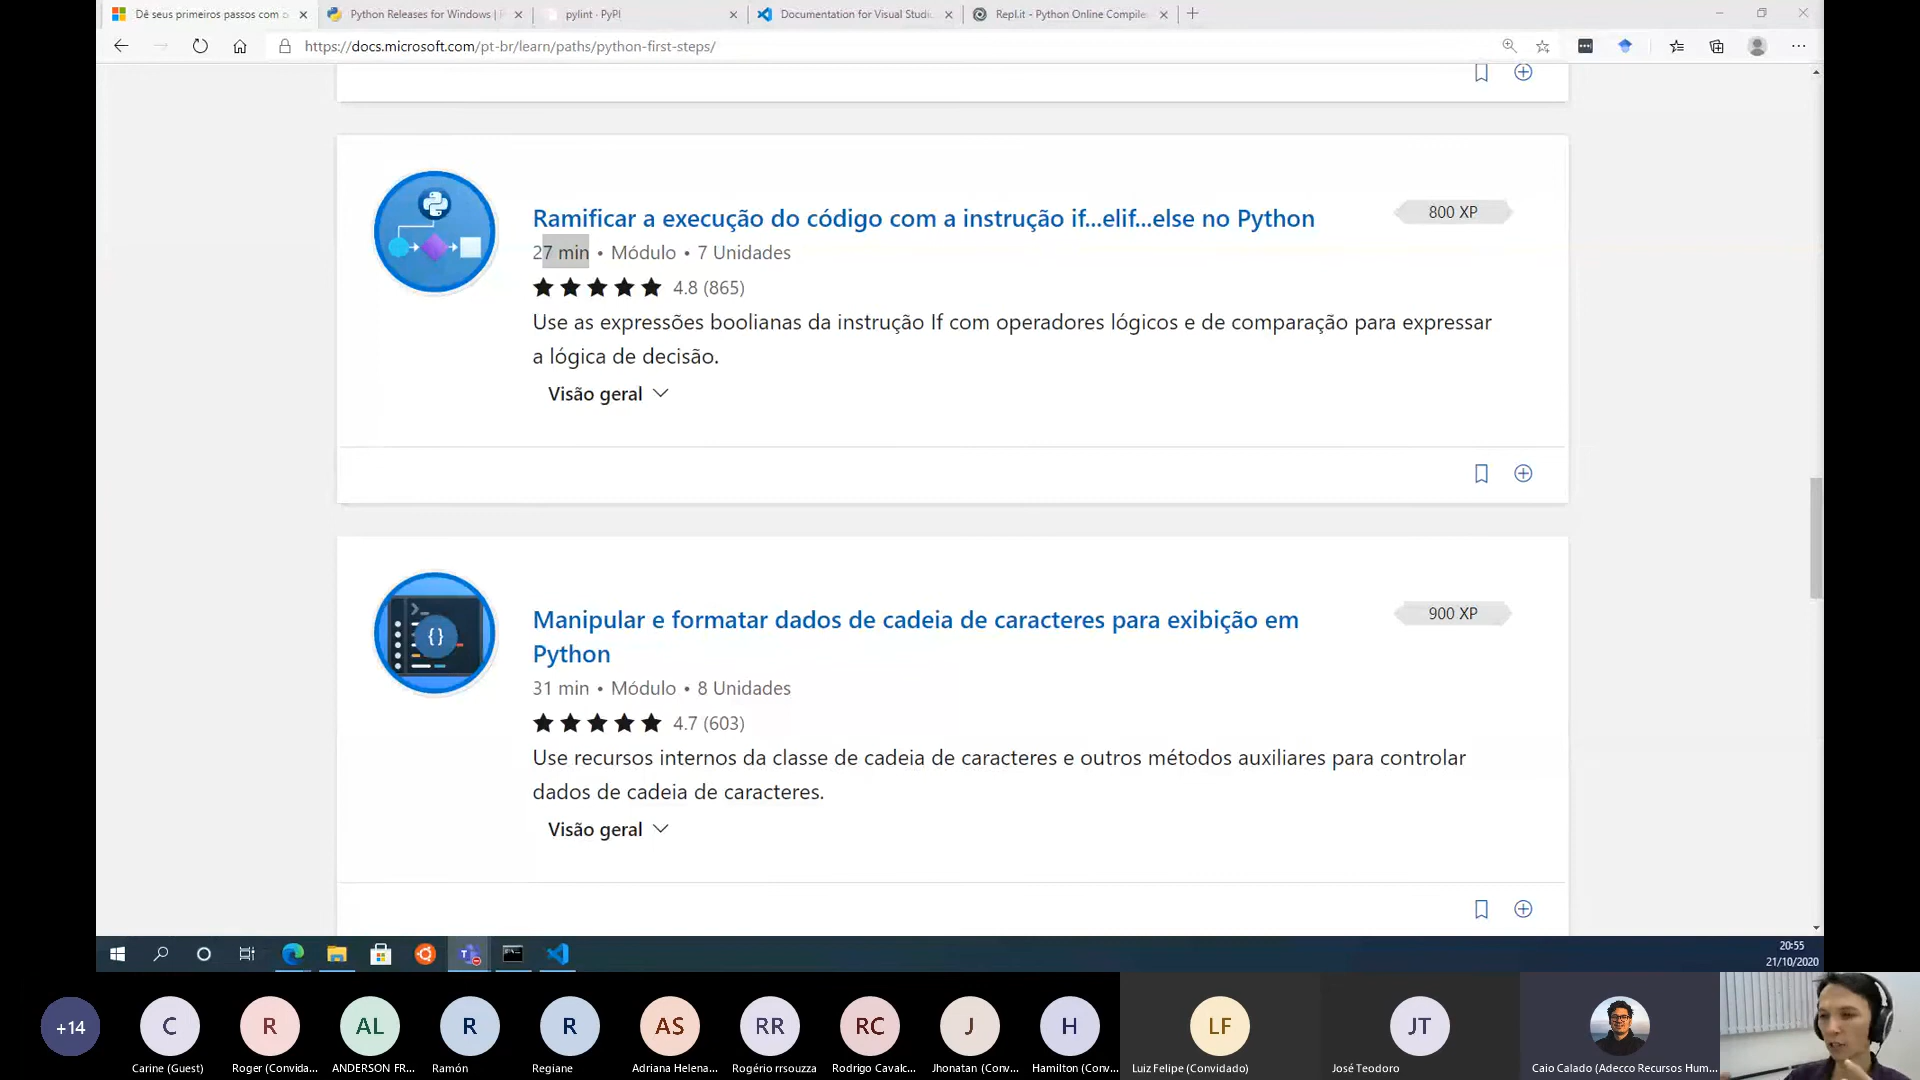 Dê seus primeiros passos com o
Python Releases for Windows |
pylint · PyPI
Documentation for Visual Studi
Repl.it - Python Online Compile
https://docs.microsoft.com/pt-br/learn/paths/python-first-steps/
Ramificar a execução do código com a instrução if...elif...else no Python
800 XP
27 min • Módulo • 7 Unidades
4.8 (865)
Use as expressões boolianas da instrução If com operadores lógicos e de comparação para expressar
a lógica de decisão.
Visão geral
Manipular e formatar dados de cadeia de caracteres para exibição em
Python
900 XP
31 min • Módulo • 8 Unidades
4.7 (603)
Use recursos internos da classe de cadeia de caracteres e outros métodos auxiliares para controlar
dados de cadeia de caracteres.
Visão geral
20:55
21/10/2020
+14
C
R
AL
R
R
AS
RR
RC
J
H
LF
JT
Carine (Guest)
Roger (Convida...
ANDERSON FR...
Ramón
Regiane
Adriana Helena...
Rogério rrsouzza
Rodrigo Cavalc...
Jhonatan (Conv...
Hamilton (Conv...
Luiz Felipe (Convidado)
José Teodoro
Caio Calado (Adecco Recursos Hum...